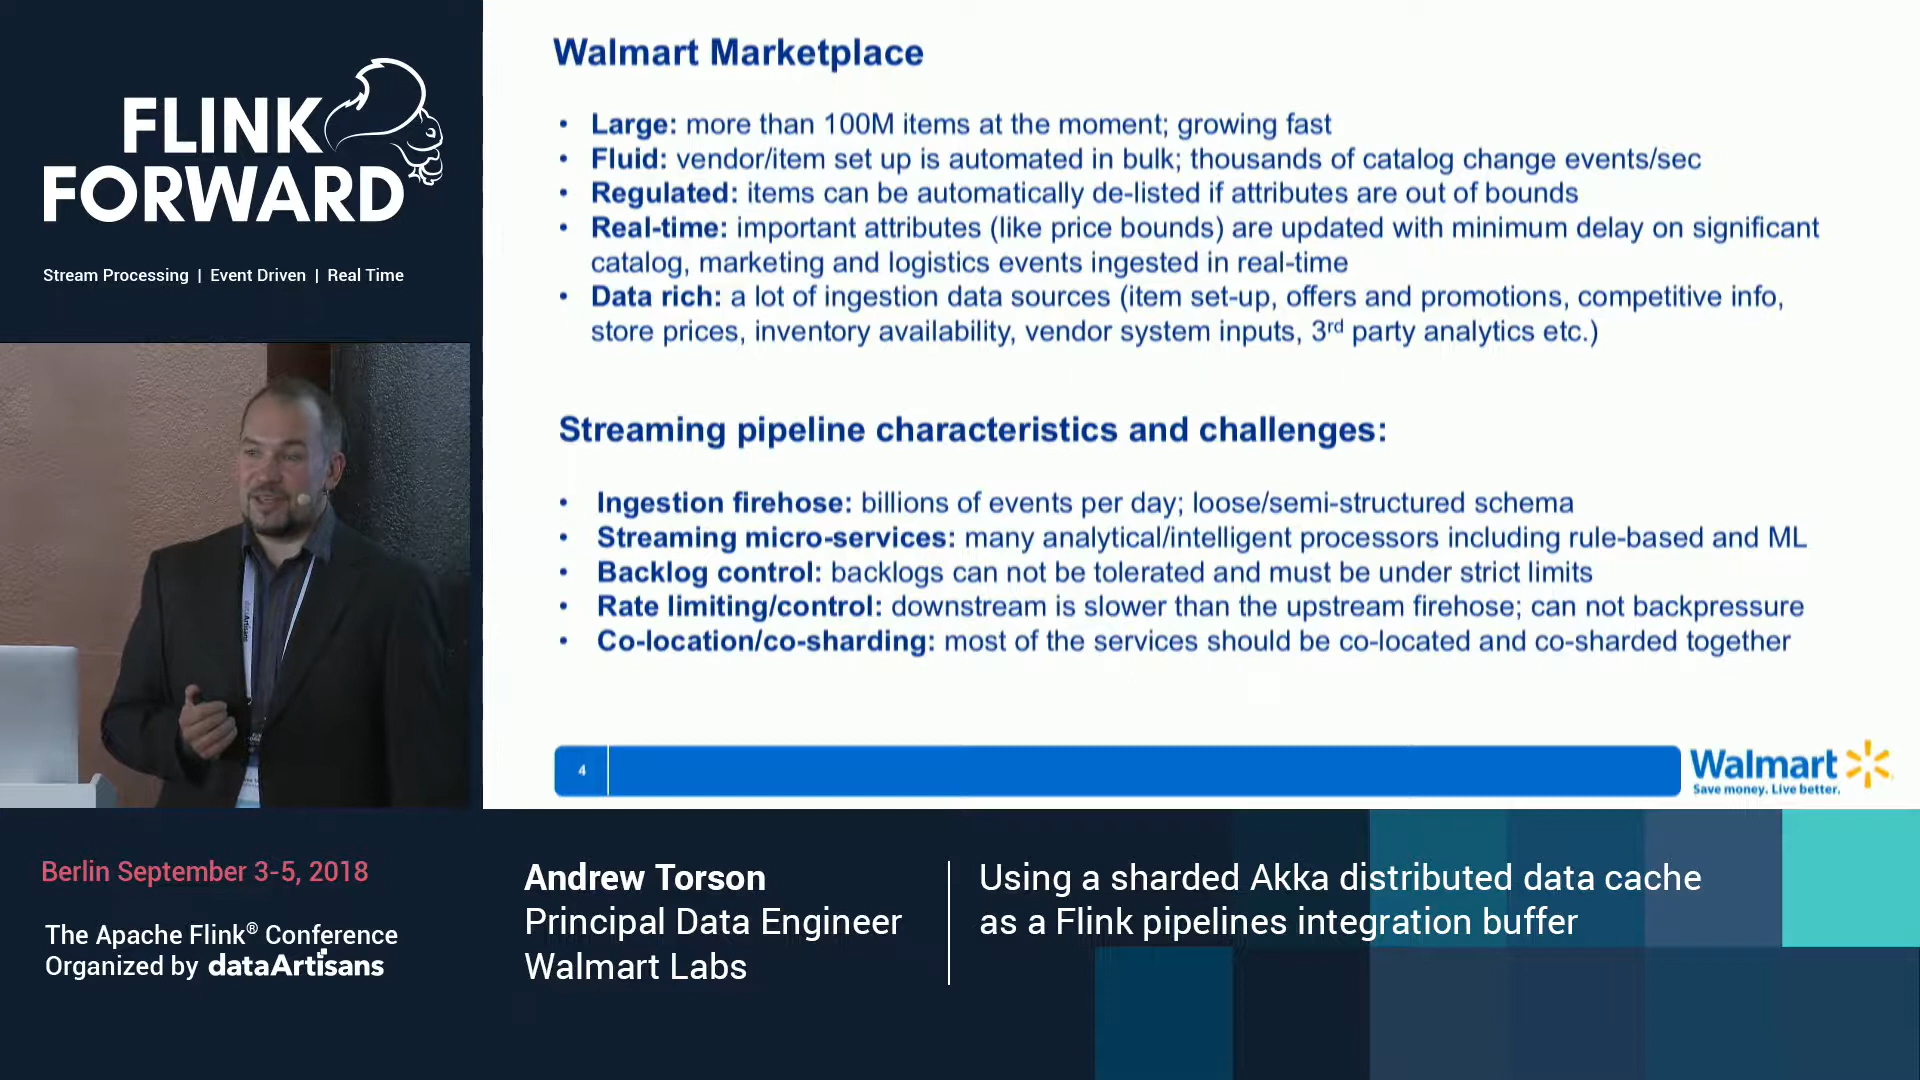 FLINK
FORWARD
Stream Processing | Event Driven | Real Time
Walmart Marketplace
• Large: more than 100M items at the moment; growing fast
• Fluid: vendor/item set up is automated in bulk; thousands of catalog change events/sec
• Regulated: items can be automatically de-listed if attributes are out of bounds
• Real-time: important attributes (like price bounds) are updated with minimum delay on significant
catalog, marketing and logistics events ingested in real-time
• Data rich: a lot of ingestion data sources (item set-up, offers and promotions, competitive info,
store prices, inventory availability, vendor system inputs, 3rd party analytics etc.)
Streaming pipeline characteristics and challenges:
• Ingestion firehose: billions of events per day; loose/semi-structured schema
• Streaming micro-services: many analytical/intelligent processors including rule-based and ML
• Backlog control: backlogs can not be tolerated and must be under strict limits
• Rate limiting/control: downstream is slower than the upstream firehose; can not backpressure
• Co-location/co-sharding: most of the services should be co-located and co-sharded together
4
Walmart
Save money. Live better.
Berlin September 3-5, 2018
The Apache Flink® Conference
Organized by dataArtisans
Andrew Torson
Principal Data Engineer
Walmart Labs
Using a sharded Akka distributed data cache
as a Flink pipelines integration buffer